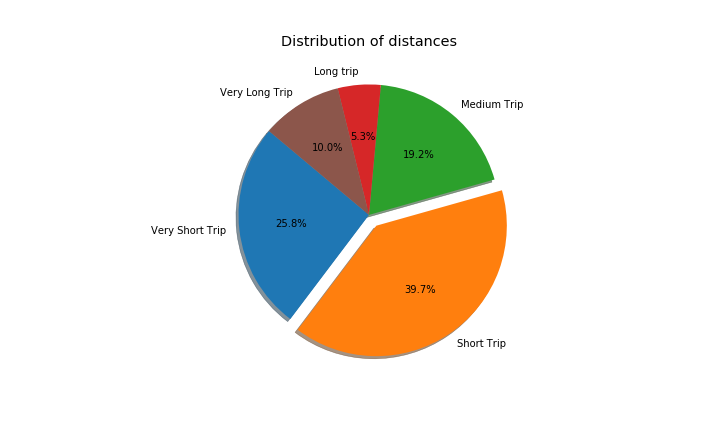 Distribution of distances
Long trip
Very Long Trip
Medium Trip
5.3%
10.0%
19.2%
25.8%
Very Short Trip
39.7%
Short Trip